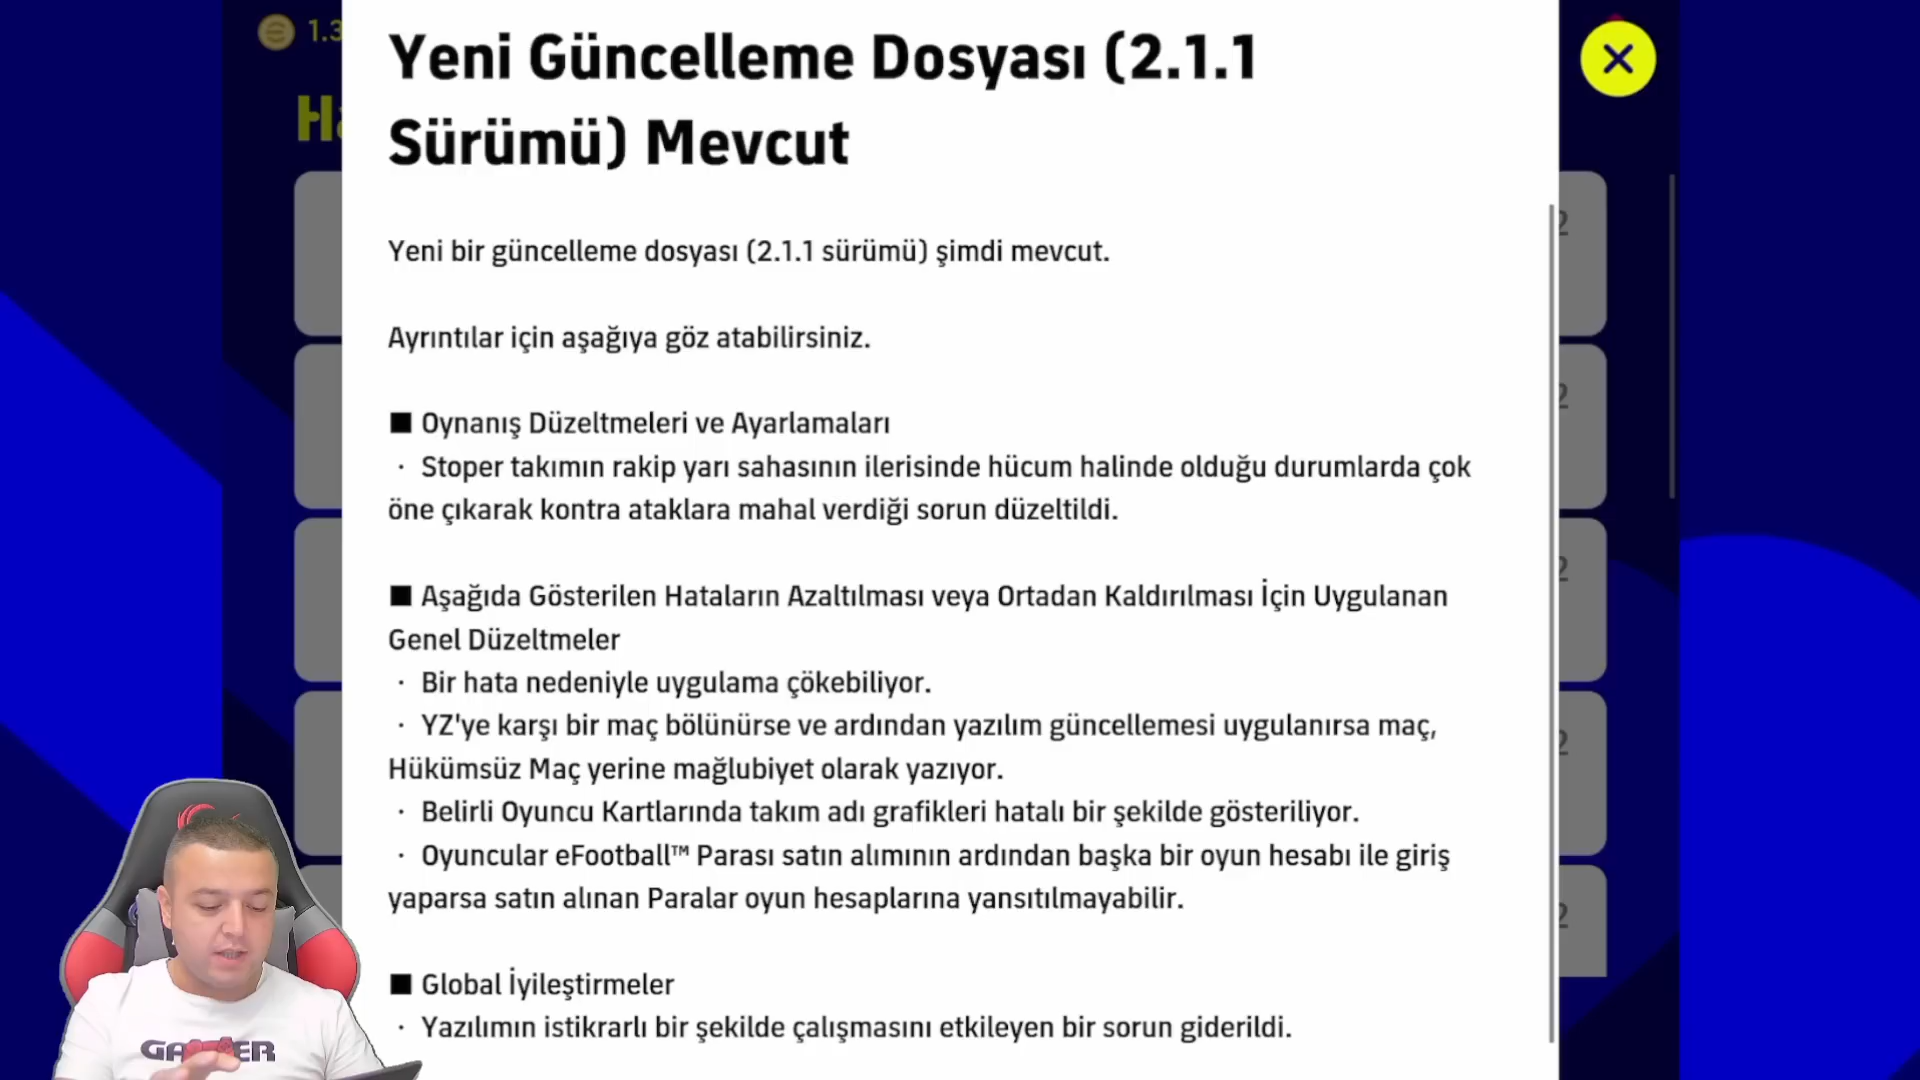 1.3
Yeni Güncelleme Dosyası (2.1.1
Sürümü) Mevcut
Yeni bir güncelleme dosyası (2.1.1 sürümü) şimdi mevcut.
Ayrıntılar için aşağıya göz atabilirsiniz.
■ Oynanış Düzeltmeleri ve Ayarlamaları
· Stoper takımın rakip yarı sahasının ilerisinde hücum halinde olduğu durumlarda çok
öne çıkarak kontra ataklara mahal verdiği sorun düzeltildi.
■ Aşağıda Gösterilen Hataların Azaltılması veya Ortadan Kaldırılması İçin Uygulanan
Genel Düzeltmeler
· Bir hata nedeniyle uygulama çökebiliyor.
· YZ'ye karşı bir maç bölünürse ve ardından yazılım güncellemesi uygulanırsa maç,
Hükümsüz Maç yerine mağlubiyet olarak yazıyor.
· Belirli Oyuncu Kartlarında takım adı grafikleri hatalı bir şekilde gösteriliyor.
· Oyuncular eFootball™ Parası satın alımının ardından başka bir oyun hesabı ile giriş
yaparsa satın alınan Paralar oyun hesaplarına yansıtılmayabilir.
■ Global İyileştirmeler
· Yazılımın istikrarlı bir şekilde çalışmasını etkileyen bir sorun giderildi.